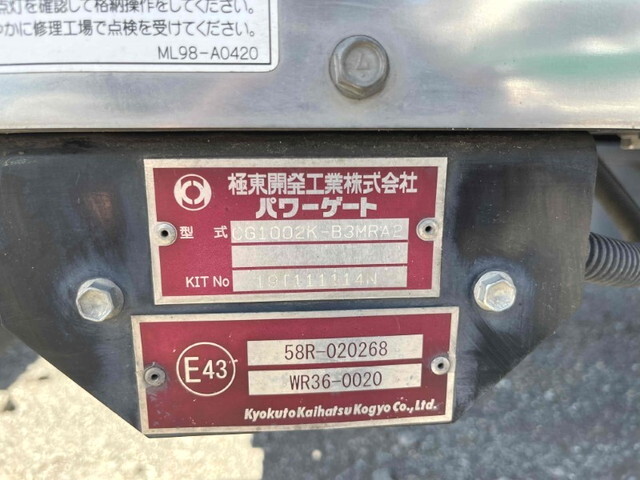 点灯を確認して格納操作をしてください。
やかに修理工場で点検を受けてください。
ML98-A0420
極東開発工業株式会社
パワーゲート
型 式 CG1002K-B3MRA2
KIT No
E43
58R-020268
WR36-0020
Kyokuto Kaihatsu Kogyo Co., Ltd.